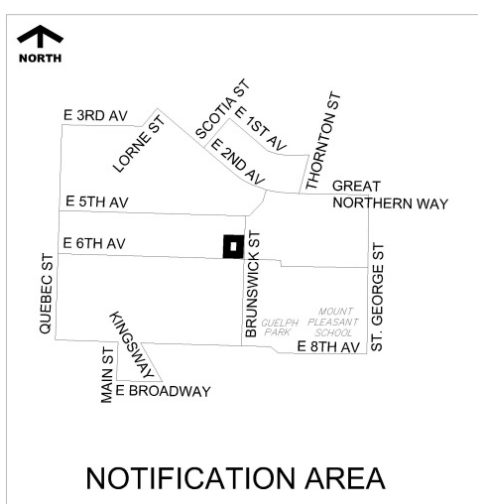 NORTH
SCOTIA ST
E 3RD AV
E 1ST AV
THORNTON ST
LORNE ST
E 2ND AV
GREAT
NORTHERN WAY
E 5TH AV
E 6TH AV
QUEBEC ST
BRUNSWICK ST
ST. GEORGE ST
KINGSWAY
GUELPH
PARK
MOUNT
PLEASANT
SCHOOL
E 8TH AV
MAIN ST
E BROADWAY
NOTIFICATION AREA